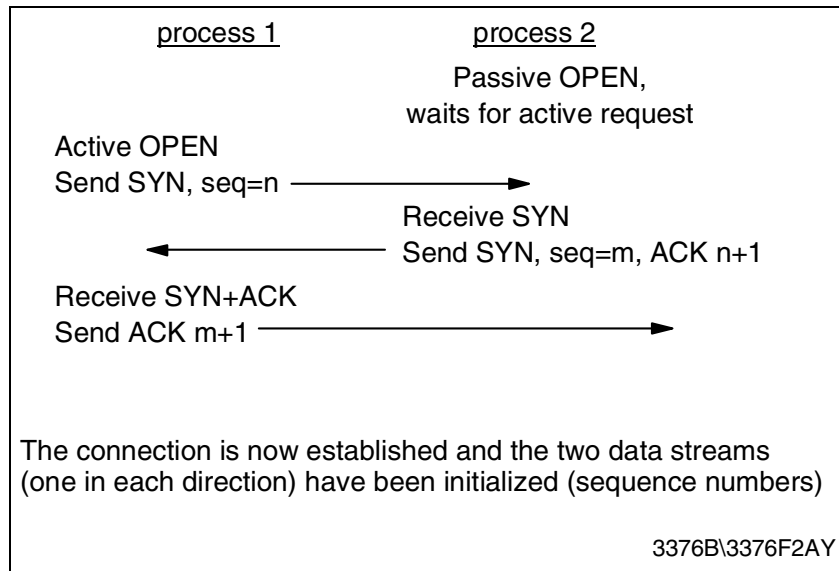 process 1 process 2
Passive OPEN,
waits for active request
Active OPEN
Send SYN, seq=n
Receive SYN
Send SYN, seq=m, ACK n+1
Receive SYN+ACK
Send ACK m+1
The connection is now established and the two data streams
(one in each direction) have been initialized (sequence numbers)
3376B\3376F2AY